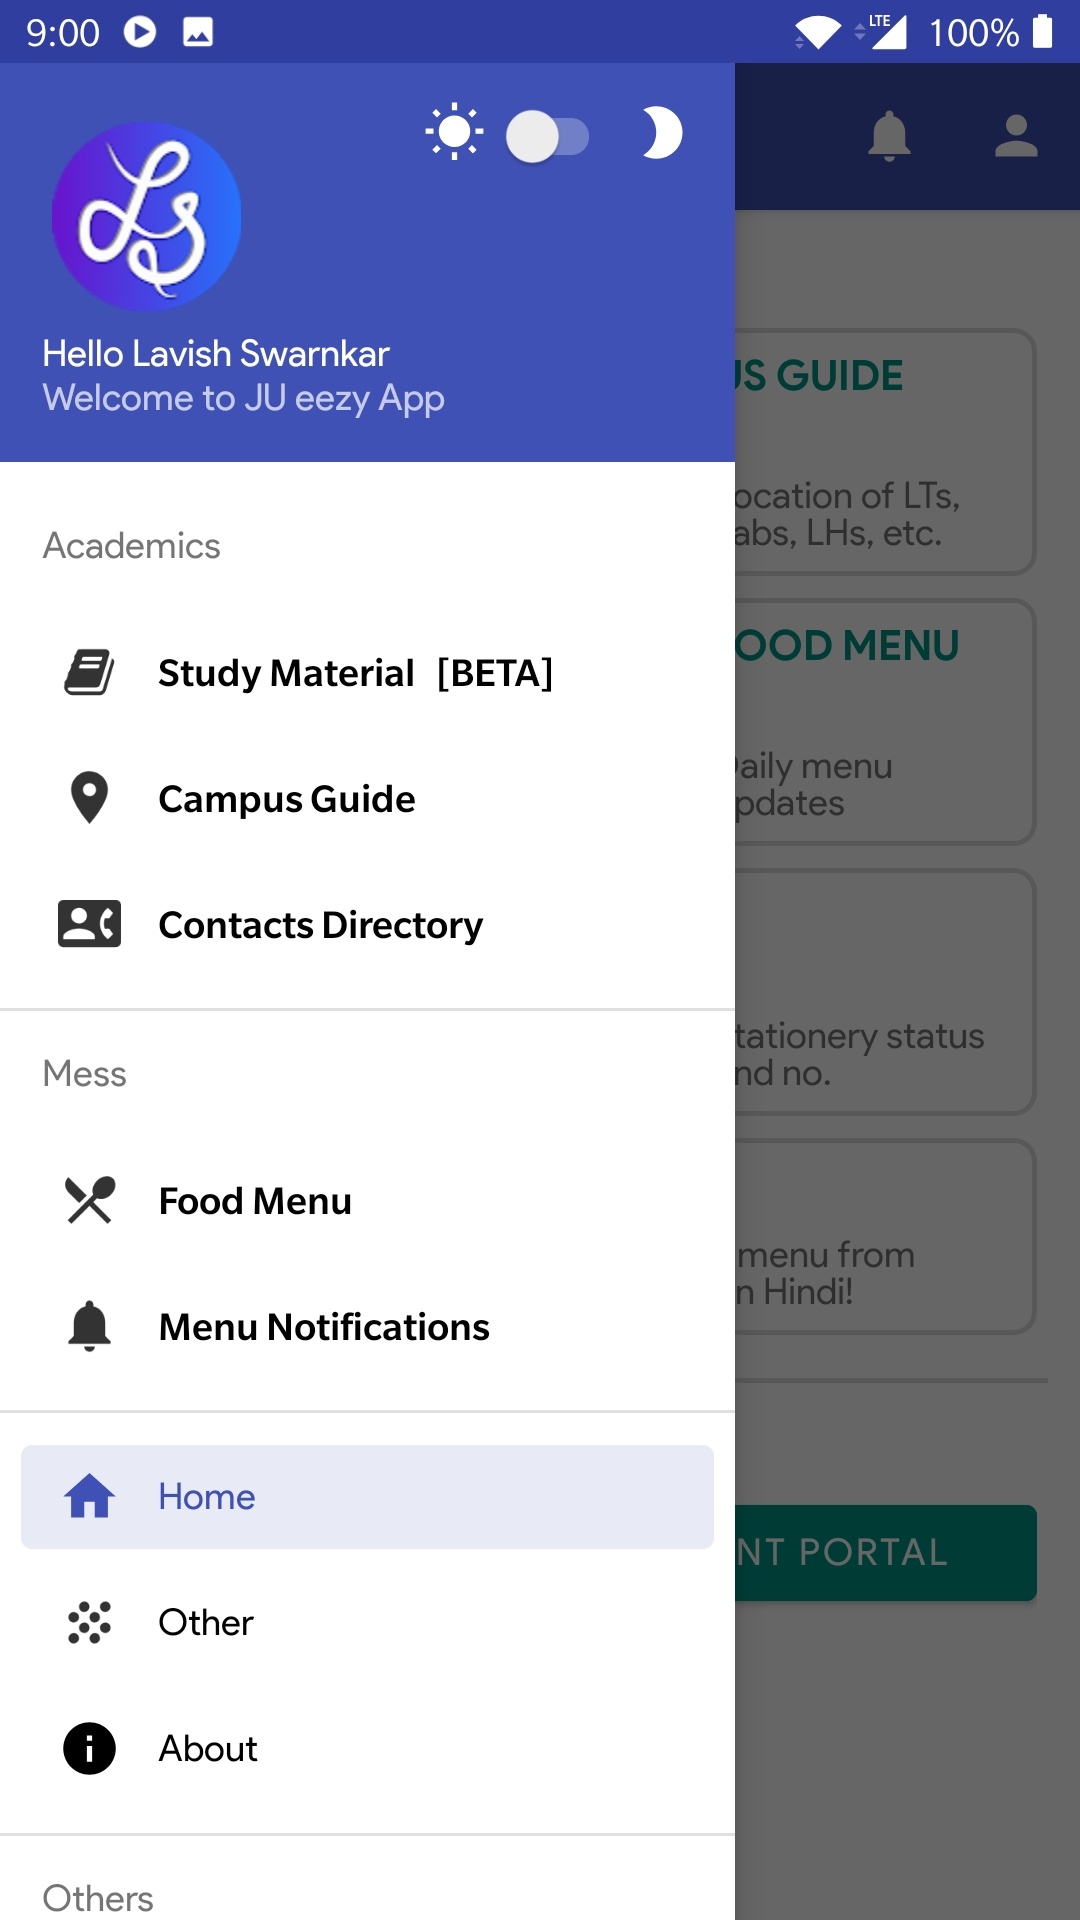 9:00
LTE 100%
Ls
Hello Lavish Swarnkar
Welcome to JU eezy App
Academics
Study Material [BETA]
Campus Guide
Contacts Directory
Mess
Food Menu
Menu Notifications
Home
Other
About
Others
US GUIDE
ocation of LTs,
abs, LHs, etc.
OOD MENU
Daily menu
pdates
tationery status
nd no.
menu from
n Hindi!
NT PORTAL